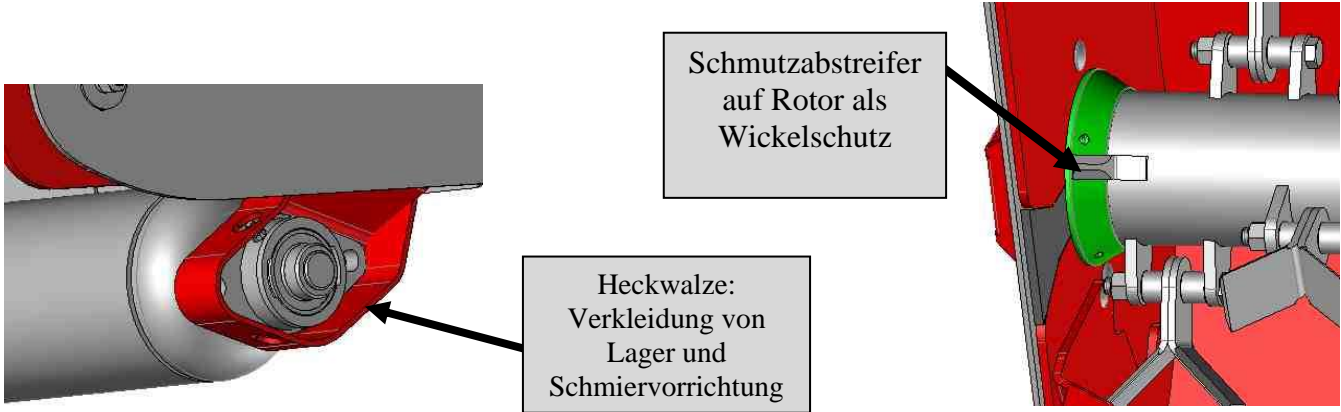 Schmutzabstreifer
auf Rotor als
Wickelschutz
Heckwalze:
Verkleidung von
Lager und
Schmiervorrichtung